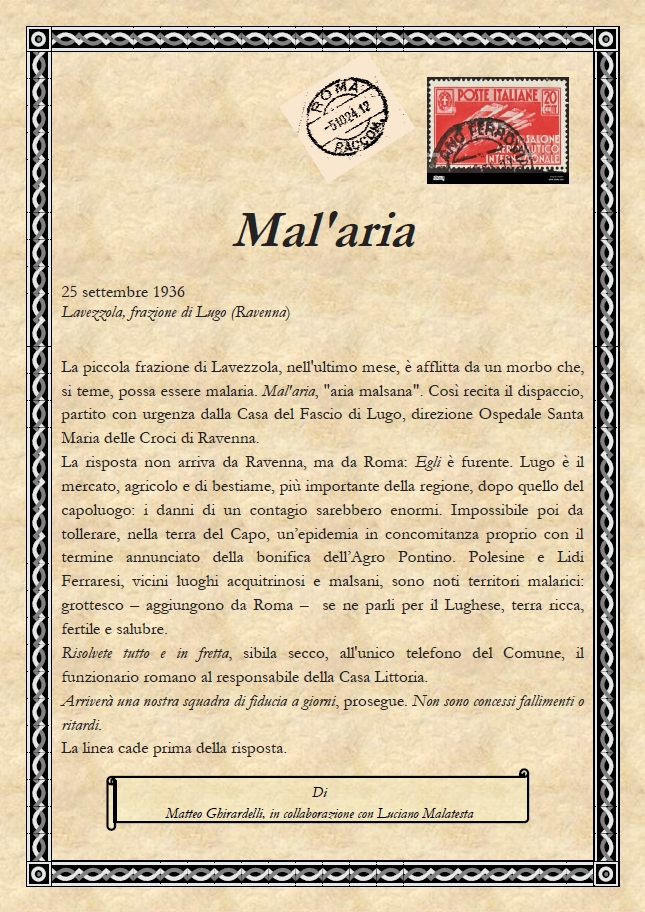 ROMA
-5.10.24.12
RACCOM.
POSTE ITALIANE 20
SALONE
AERONAUTICO
INTERNAZIONALE
Mal'aria
25 settembre 1936
Lavezzola, frazione di Lugo (Ravenna)
La piccola frazione di Lavezzola, nell'ultimo mese, è afflitta da un morbo che,
si teme, possa essere malaria. Mal'aria, "aria malsana". Così recita il dispaccio,
partito con urgenza dalla Casa del Fascio di Lugo, direzione Ospedale Santa
Maria delle Croci di Ravenna.
La risposta non arriva da Ravenna, ma da Roma: Egli è furente. Lugo è il
mercato, agricolo e di bestiame, più importante della regione, dopo quello del
capoluogo: i danni di un contagio sarebbero enormi. Impossibile poi da
tollerare, nella terra del Capo, un'epidemia in concomitanza proprio con il
termine annunciato della bonifica dell'Agro Pontino. Polesine e Lidi
Ferraresi, vicini luoghi acquitrinosi e malsani, sono noti territori malarici:
grottesco – aggiungono da Roma – se ne parli per il Lughese, terra ricca,
fertile e salubre.
Risolvete tutto e in fretta, sibila secco, all'unico telefono del Comune, il
funzionario romano al responsabile della Casa Littoria.
Arriverà una nostra squadra di fiducia a giorni, prosegue. Non sono concessi fallimenti o
ritardi.
La linea cade prima della risposta.
Di
Matteo Ghirardelli, in collaborazione con Luciano Malatesta